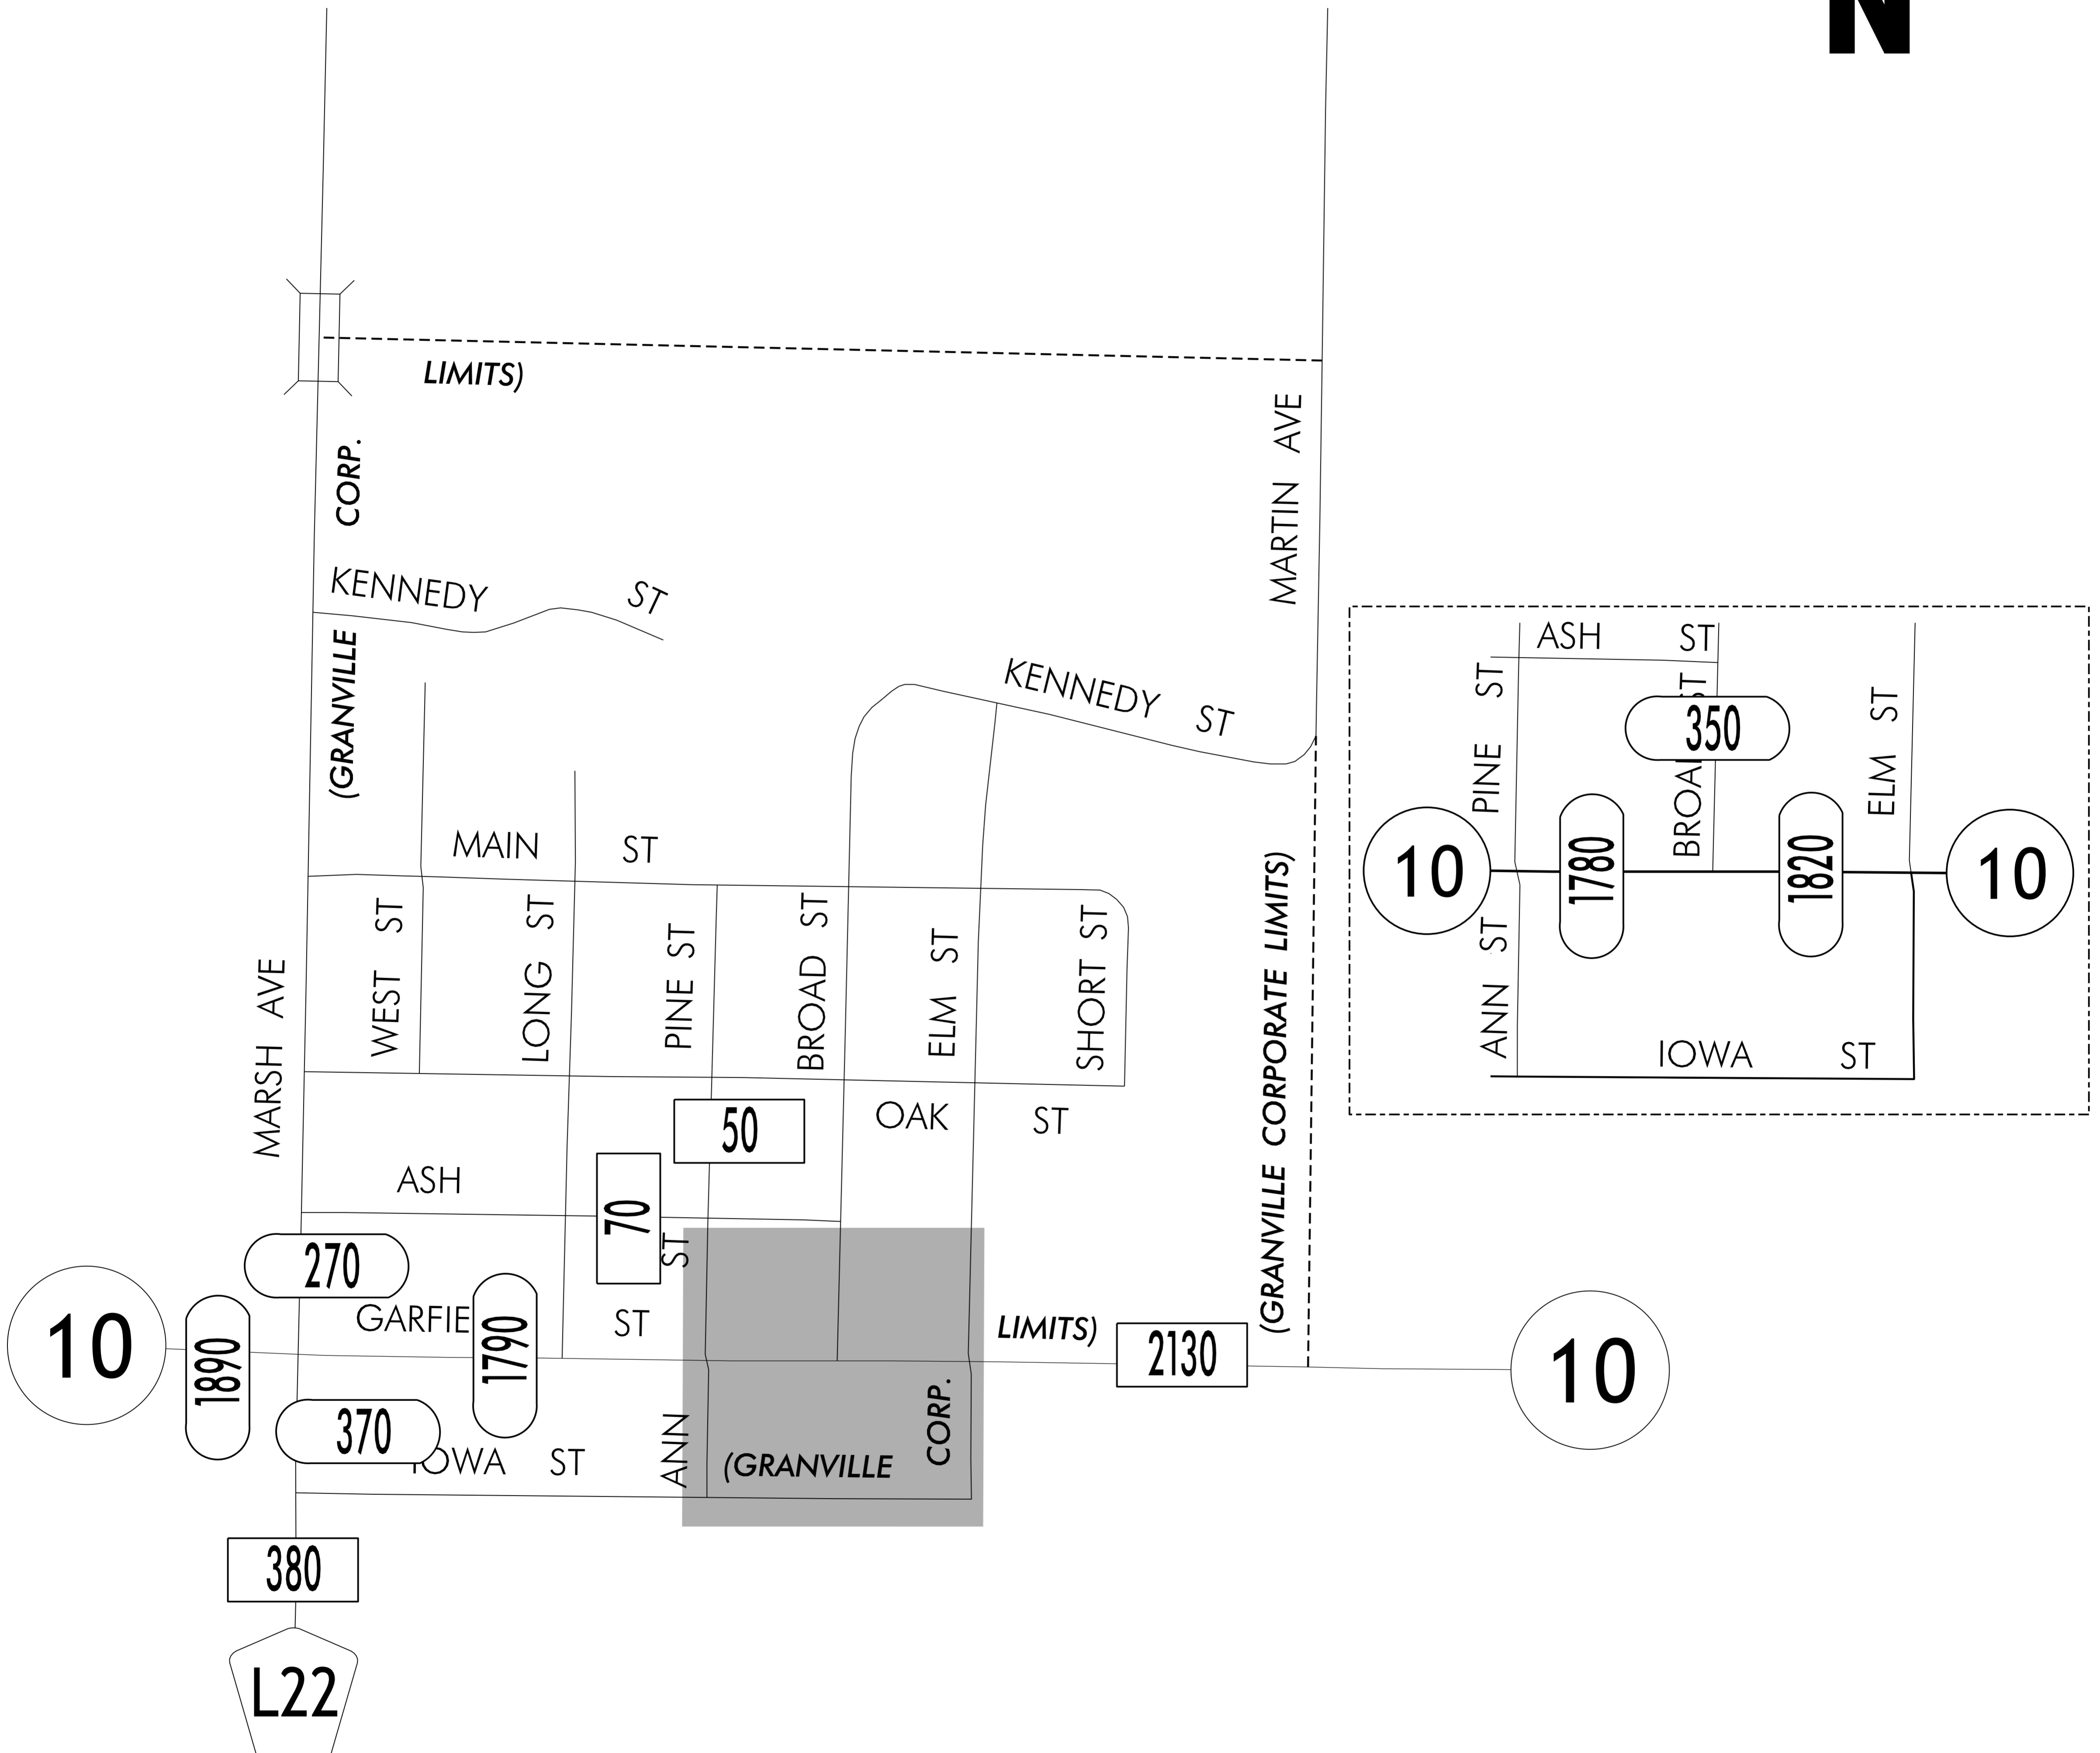 N
LIMITS)
CORP.
(GRANVILLE
MARTIN AVE
KENNEDY ST
KENNEDY ST
MAIN ST
MARSH AVE
WEST ST
LONG ST
PINE ST
BROAD ST
ELM ST
SHORT ST
(GRANVILLE CORPORATE LIMITS)
OAK ST
50
70
ASH
ST
270
GARFIE
ST
1790
1890
10
370
IOWA ST
ANN
(GRANVILLE
CORP.
LIMITS)
2130
10
380
L22
ASH ST
PINE ST
BROAD ST
350
ELM ST
10
1780
1820
10
ANN ST
IOWA ST